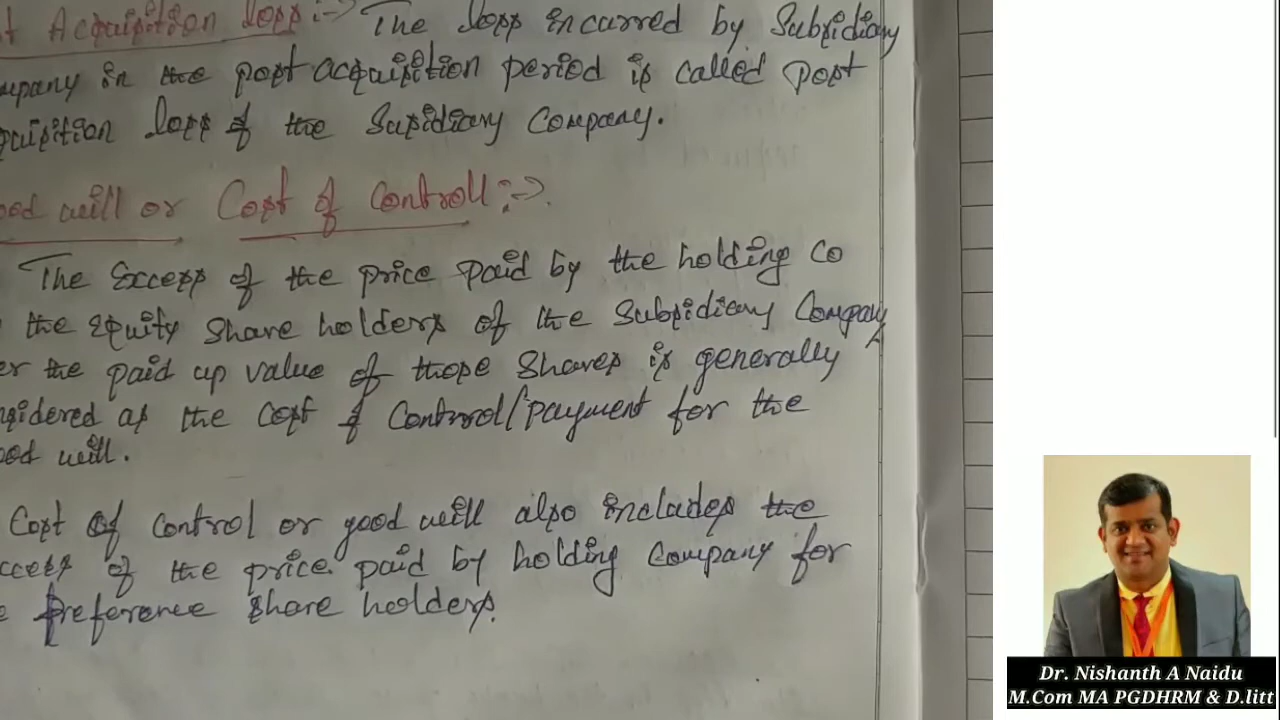 t Acquisition loss:-> The loss incurred by Subsidiary
ompany in the post acquisition period is called Post
quisition loss of the Supidiary Company.
ood will or Cost of Controll:->
The Excess of the price paid by the holding Co
the equity Share holders of the Subsidiary Company
er the paid up value of those Shares is generally
nsidered as the Cost of Control/payment for the
ood will.
Cost of control or good will also includes the
ccess of the price paid by holding company for
e preference share holders.
Dr. Nishanth A Naidu
M.Com MA PGDHRM & D.litt